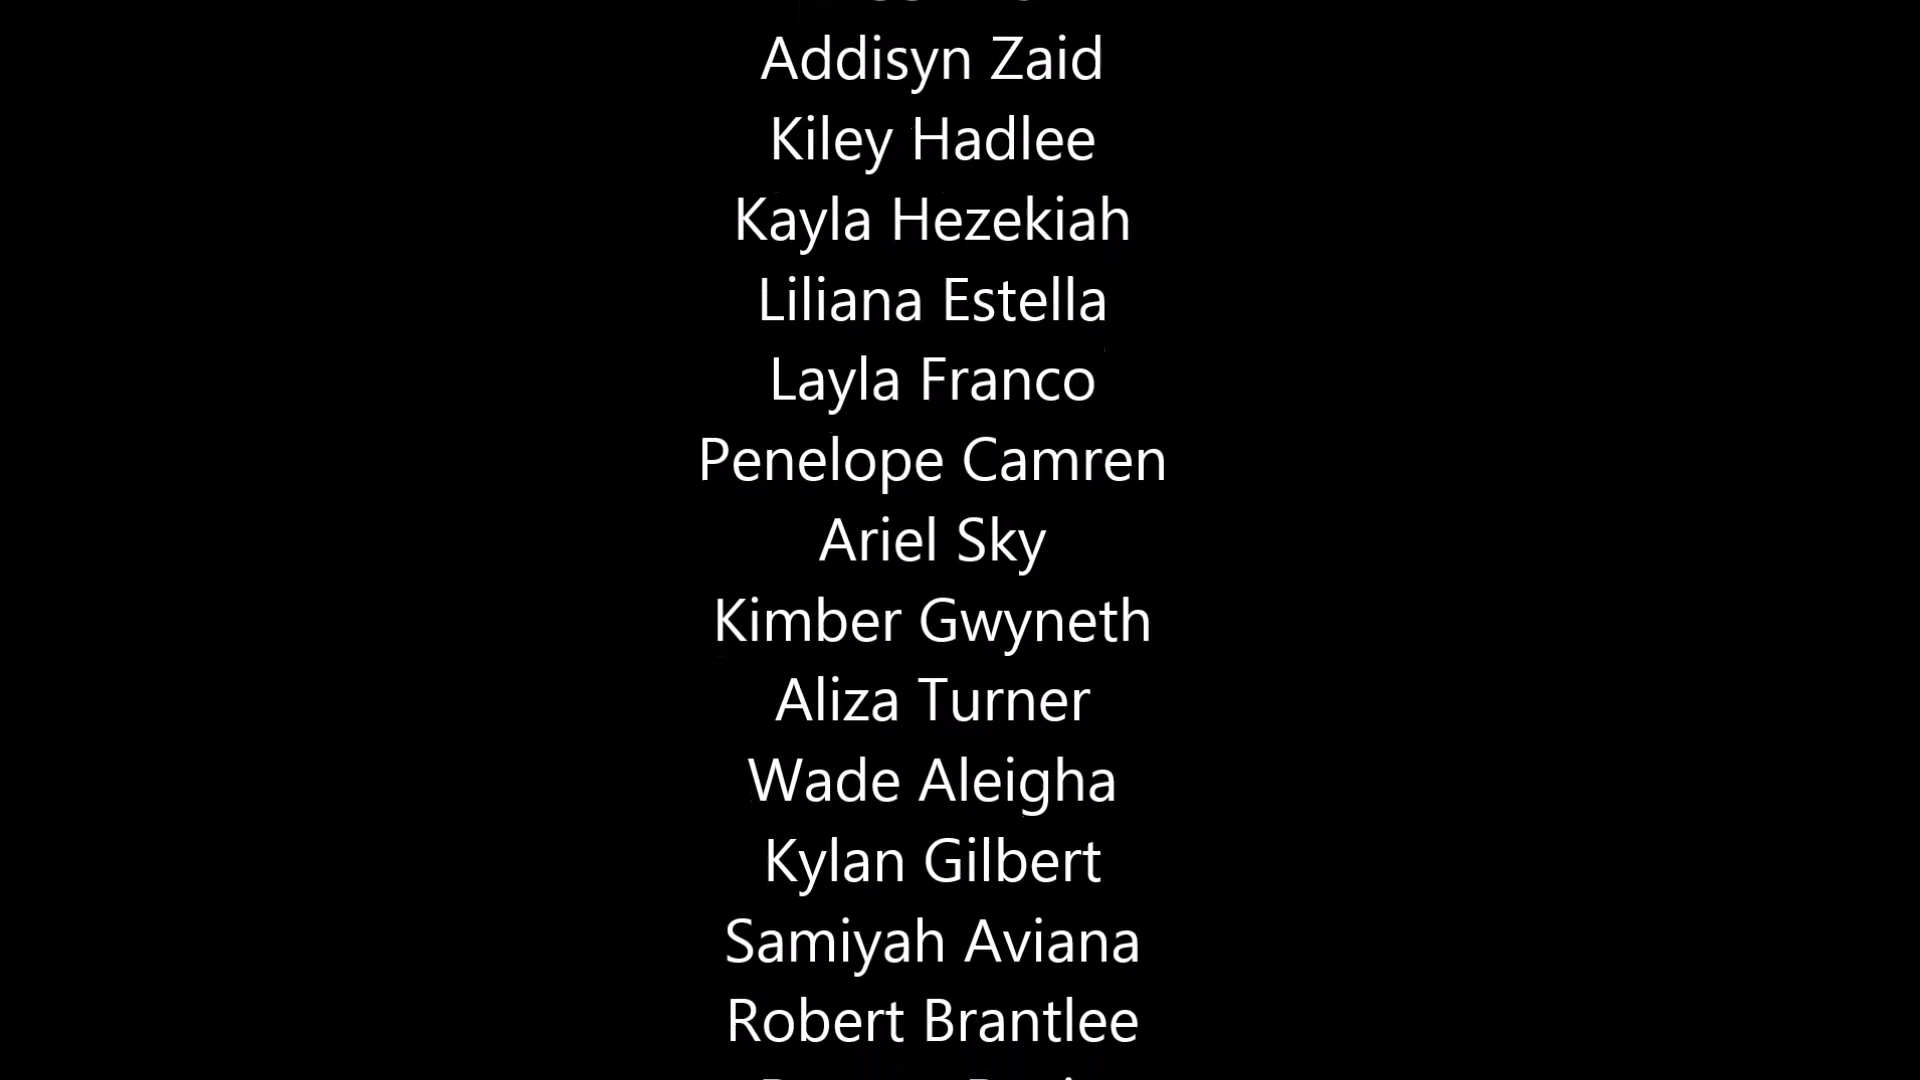 Addisyn Zaid
Kiley Hadlee
Kayla Hezekiah
Liliana Estella
Layla Franco
Penelope Camren
Ariel Sky
Kimber Gwyneth
Aliza Turner
Wade Aleigha
Kylan Gilbert
Samiyah Aviana
Robert Brantlee